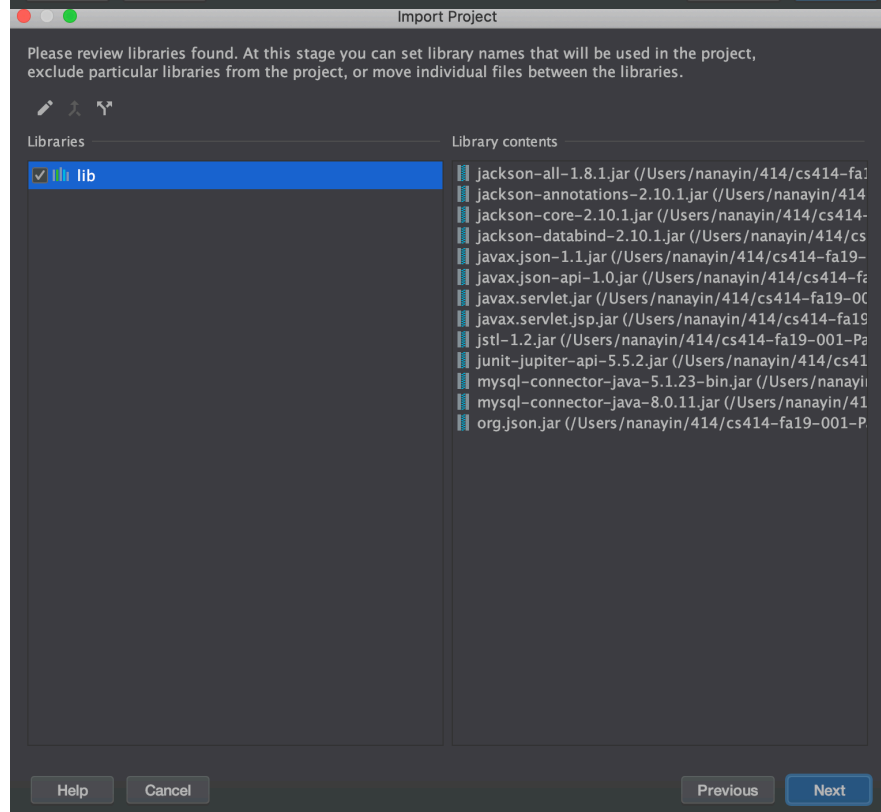 Import Project
Please review libraries found. At this stage you can set library names that will be used in the project,
exclude particular libraries from the project, or move individual files between the libraries.
Libraries
Library contents
lib
jackson-all-1.8.1.jar (/Users/nanayin/414/cs414-fa1
jackson-annotations-2.10.1.jar (/Users/nanayin/414
jackson-core-2.10.1.jar (/Users/nanayin/414/cs414-
jackson-databind-2.10.1.jar (/Users/nanayin/414/cs
javax.json-1.1.jar (/Users/nanayin/414/cs414-fa19-
javax.json-api-1.0.jar (/Users/nanayin/414/cs414-fa
javax.servlet.jar (/Users/nanayin/414/cs414-fa19-00
javax.servlet.jsp.jar (/Users/nanayin/414/cs414-fa19
jstl-1.2.jar (/Users/nanayin/414/cs414-fa19-001-Pa
junit-jupiter-api-5.5.2.jar (/Users/nanayin/414/cs41
mysql-connector-java-5.1.23-bin.jar (/Users/nanayi
mysql-connector-java-8.0.11.jar (/Users/nanayin/41
org.json.jar (/Users/nanayin/414/cs414-fa19-001-P
Help
Cancel
Previous
Next